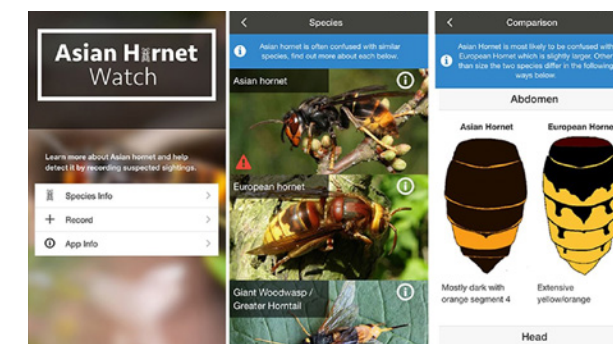 Asian Hornet
Watch
Learn more about Asian hornet and help
detect it by recording suspected sightings.
Species Info
Record
App Info
Species
Asian hornet is often confused with similar
species, find out more about each below.
Asian hornet
European hornet
Giant Woodwasp /
Greater Horntail
Comparison
Asian Hornet is most likely to be confused with
European Hornet which is slightly larger. Other
than size the two species differ in the following
ways below.
Abdomen
Asian Hornet
European Horne
Mostly dark with
orange segment 4
Extensive
yellow/orange
Head